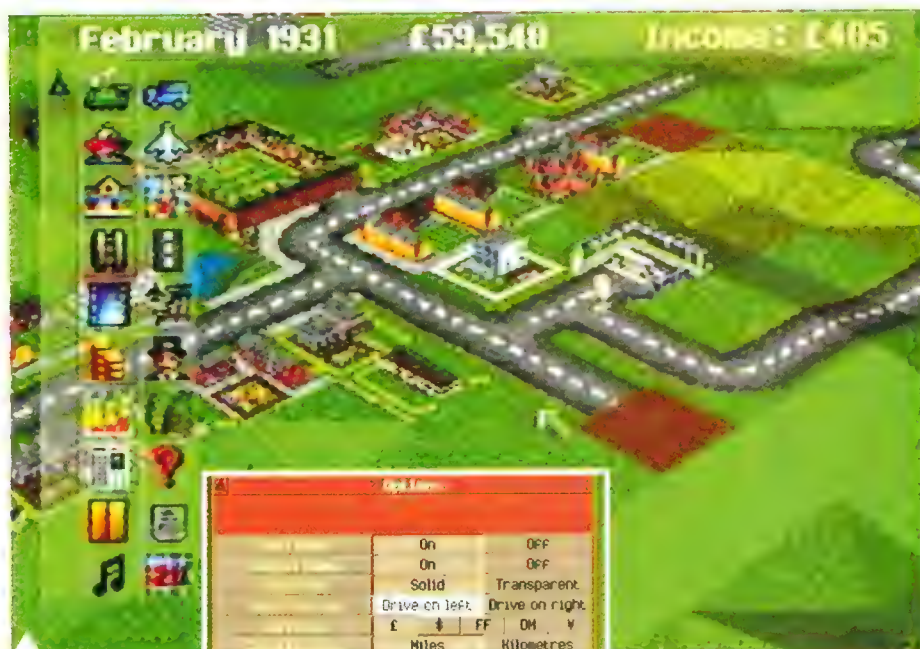 February 1931 £59,540 Income: £405
On Off
On Off
Solid Transparent
Drive on left Drive on right
£ $ FF DM ¥
Miles Kilometres